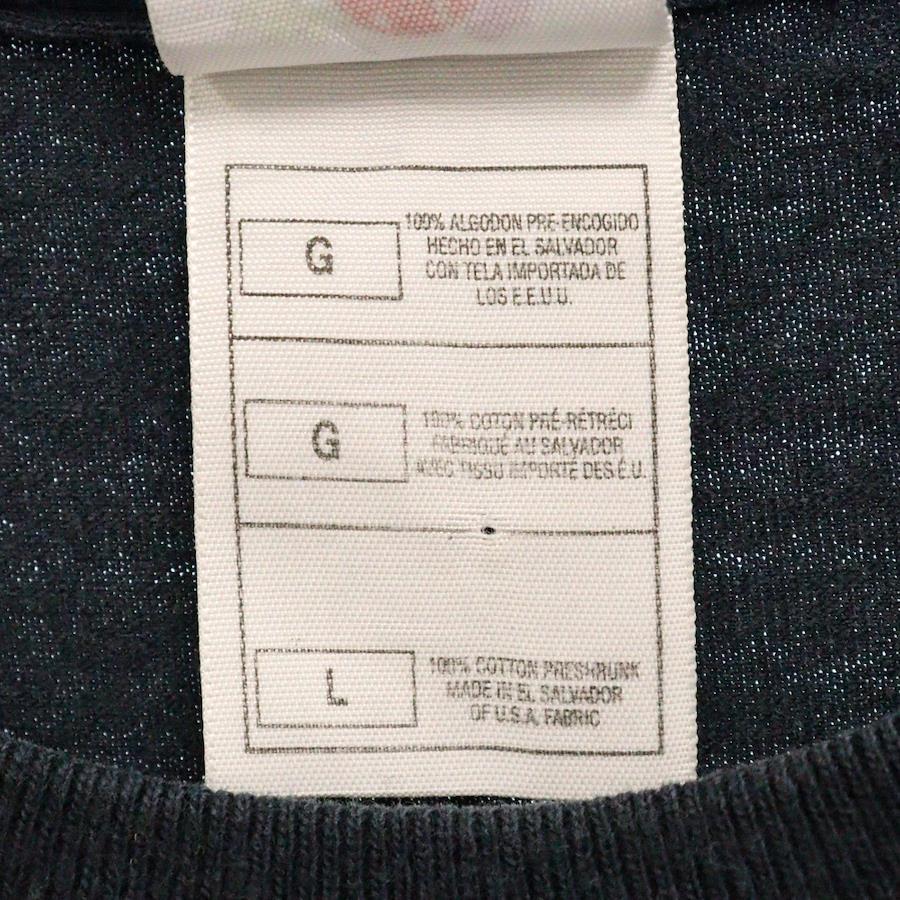 G
100% ALGODON PRE-ENCOGIDO
HECHO EN EL SALVADOR
CON TELA IMPORTADA DE
LOS E.E.U.U.
G
100% COTON PRÉ-RÉTRÉCI
FABRIQUÉ AU SALVADOR
AVEC TISSU IMPORTÉ DES É.U.
L
100% COTTON PRESHRUNK
MADE IN EL SALVADOR
OF U.S.A. FABRIC